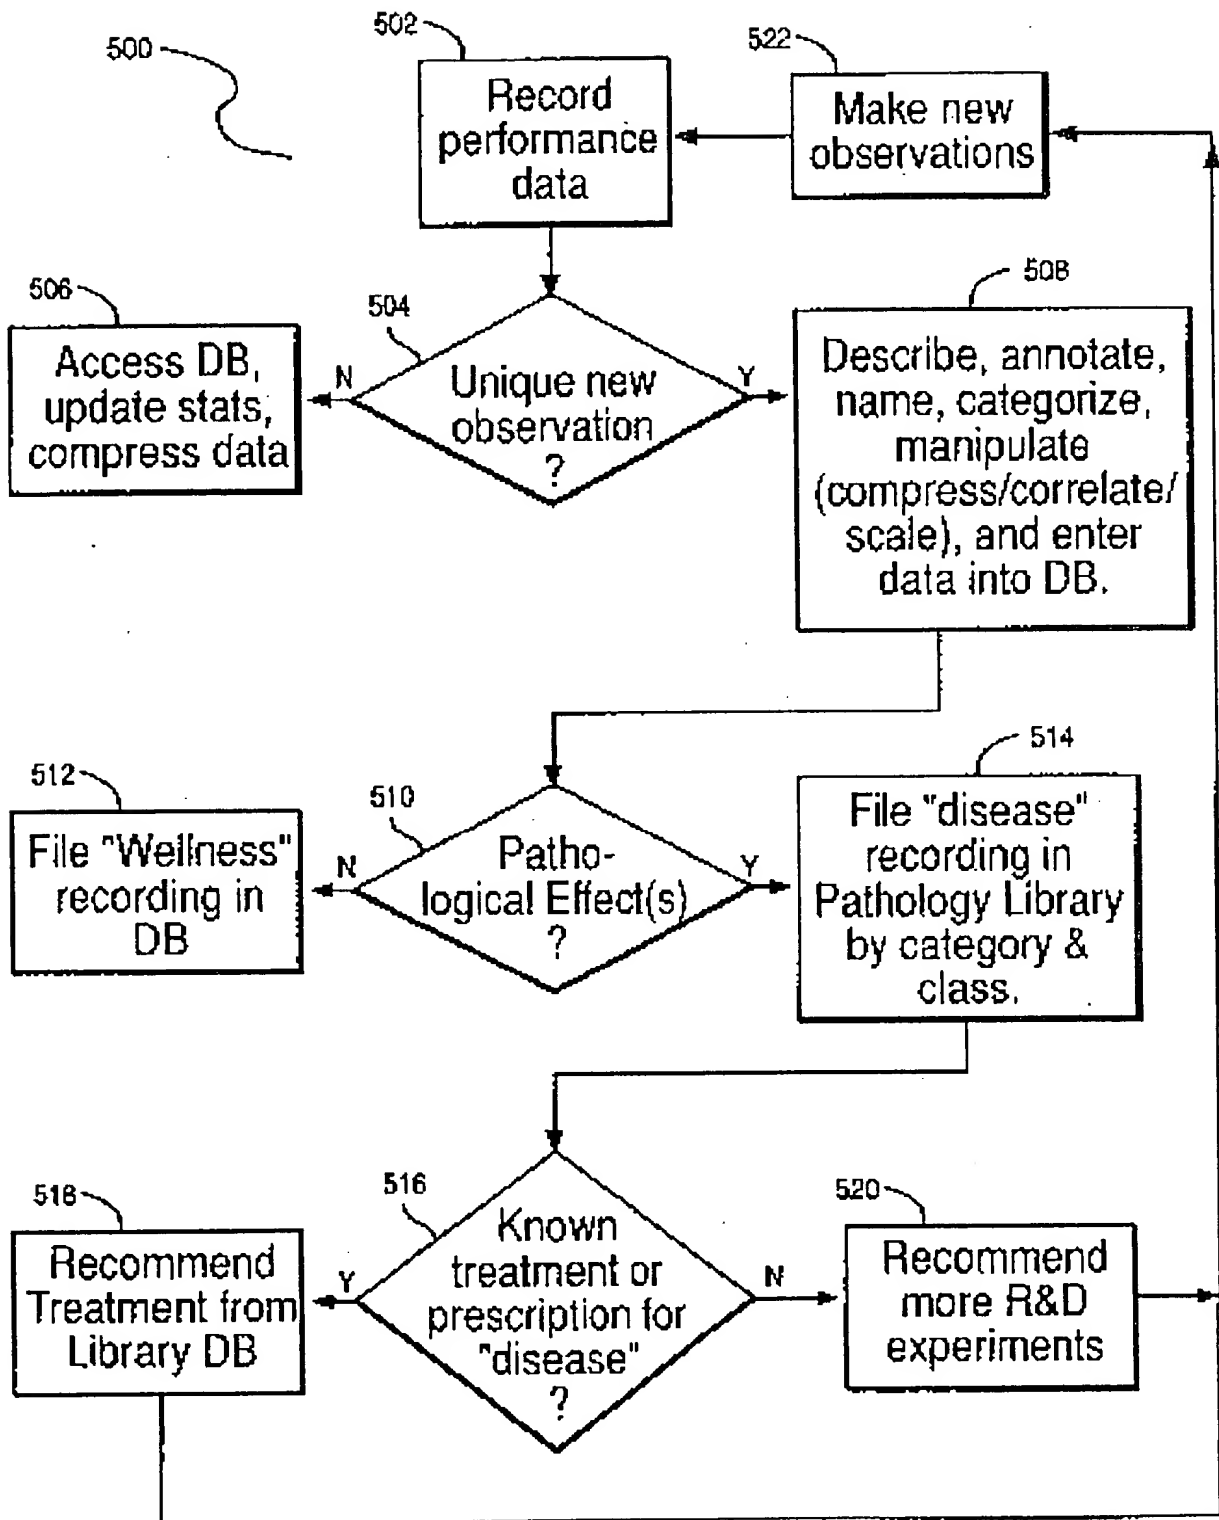 500
502
Record
performance
data
522
Make new
observations
506
Access DB,
update stats,
compress data
504
N
Unique new
observation
?
Y
508
Describe, annotate,
name, categorize,
manipulate
(compress/correlate/
scale), and enter
data into DB.
512
File "Wellness"
recording in
DB
510
N
Patho-
logical Effect(s)
?
Y
514
File "disease"
recording in
Pathology Library
by category &
class.
518
Recommend
Treatment from
Library DB
516
Y
Known
treatment or
prescription for
"disease"
?
N
520
Recommend
more R&D
experiments